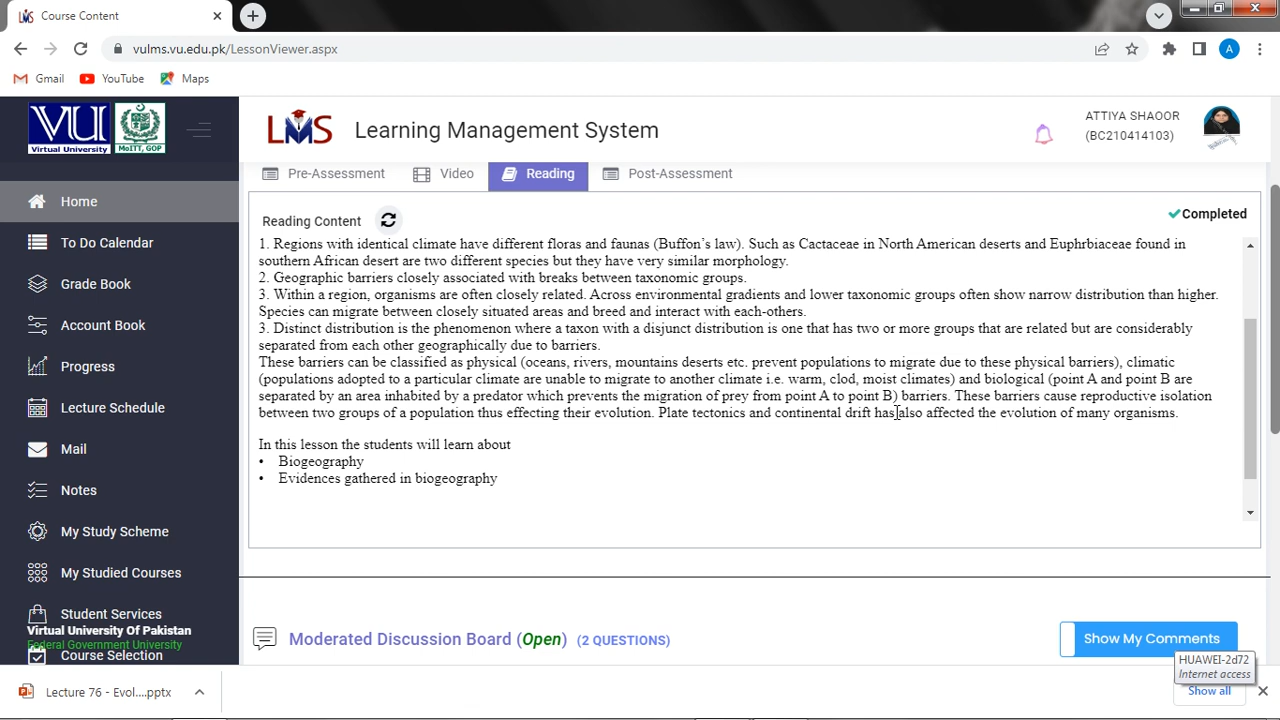 Course Content
vulms.vu.edu.pk/LessonViewer.aspx
A
Gmail
YouTube
Maps
VU
Virtual University
MoITT, GOP
LMS
Learning Management System
ATTIYA SHAOOR
(BC210414103)
Home
To Do Calendar
Grade Book
Account Book
Progress
Lecture Schedule
Mail
Notes
My Study Scheme
My Studied Courses
Student Services
Virtual University Of Pakistan
Federal Government University
Course Selection
Pre-Assessment
Video
Reading
Post-Assessment
Reading Content
Completed
1. Regions with identical climate have different floras and faunas (Buffon’s law). Such as Cactaceae in North American deserts and Euphrbiaceae found in
southern African desert are two different species but they have very similar morphology.
2. Geographic barriers closely associated with breaks between taxonomic groups.
3. Within a region, organisms are often closely related. Across environmental gradients and lower taxonomic groups often show narrow distribution than higher.
Species can migrate between closely situated areas and breed and interact with each-others.
3. Distinct distribution is the phenomenon where a taxon with a disjunct distribution is one that has two or more groups that are related but are considerably
separated from each other geographically due to barriers.
These barriers can be classified as physical (oceans, rivers, mountains deserts etc. prevent populations to migrate due to these physical barriers), climatic
(populations adopted to a particular climate are unable to migrate to another climate i.e. warm, clod, moist climates) and biological (point A and point B are
separated by an area inhabited by a predator which prevents the migration of prey from point A to point B) barriers. These barriers cause reproductive isolation
between two groups of a population thus effecting their evolution. Plate tectonics and continental drift has also affected the evolution of many organisms.
In this lesson the students will learn about
• Biogeography
• Evidences gathered in biogeography
Moderated Discussion Board (Open) (2 QUESTIONS)
Show My Comments
HUAWEI-2d72
Internet access
Lecture 76 - Evol....pptx
Show all